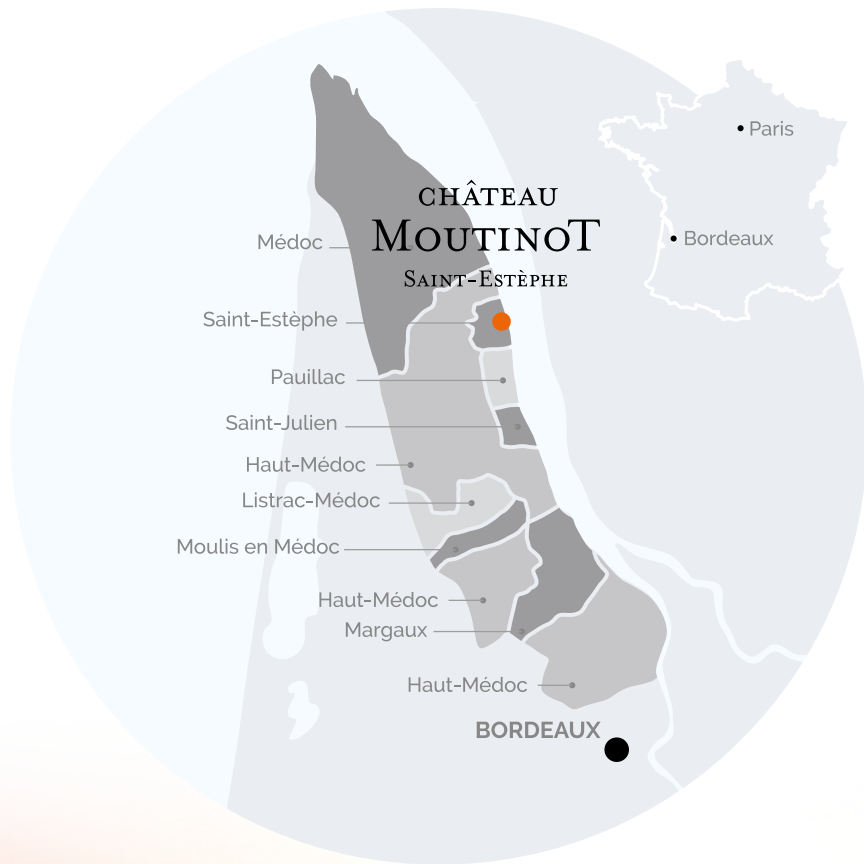 Paris
CHÂTEAU
MOUTINOT
SAINT-ESTÈPHE
Médoc
Bordeaux
Saint-Estèphe
Pauillac
Saint-Julien
Haut-Médoc
Listrac-Médoc
Moulis en Médoc
Haut-Médoc
Margaux
Haut-Médoc
BORDEAUX